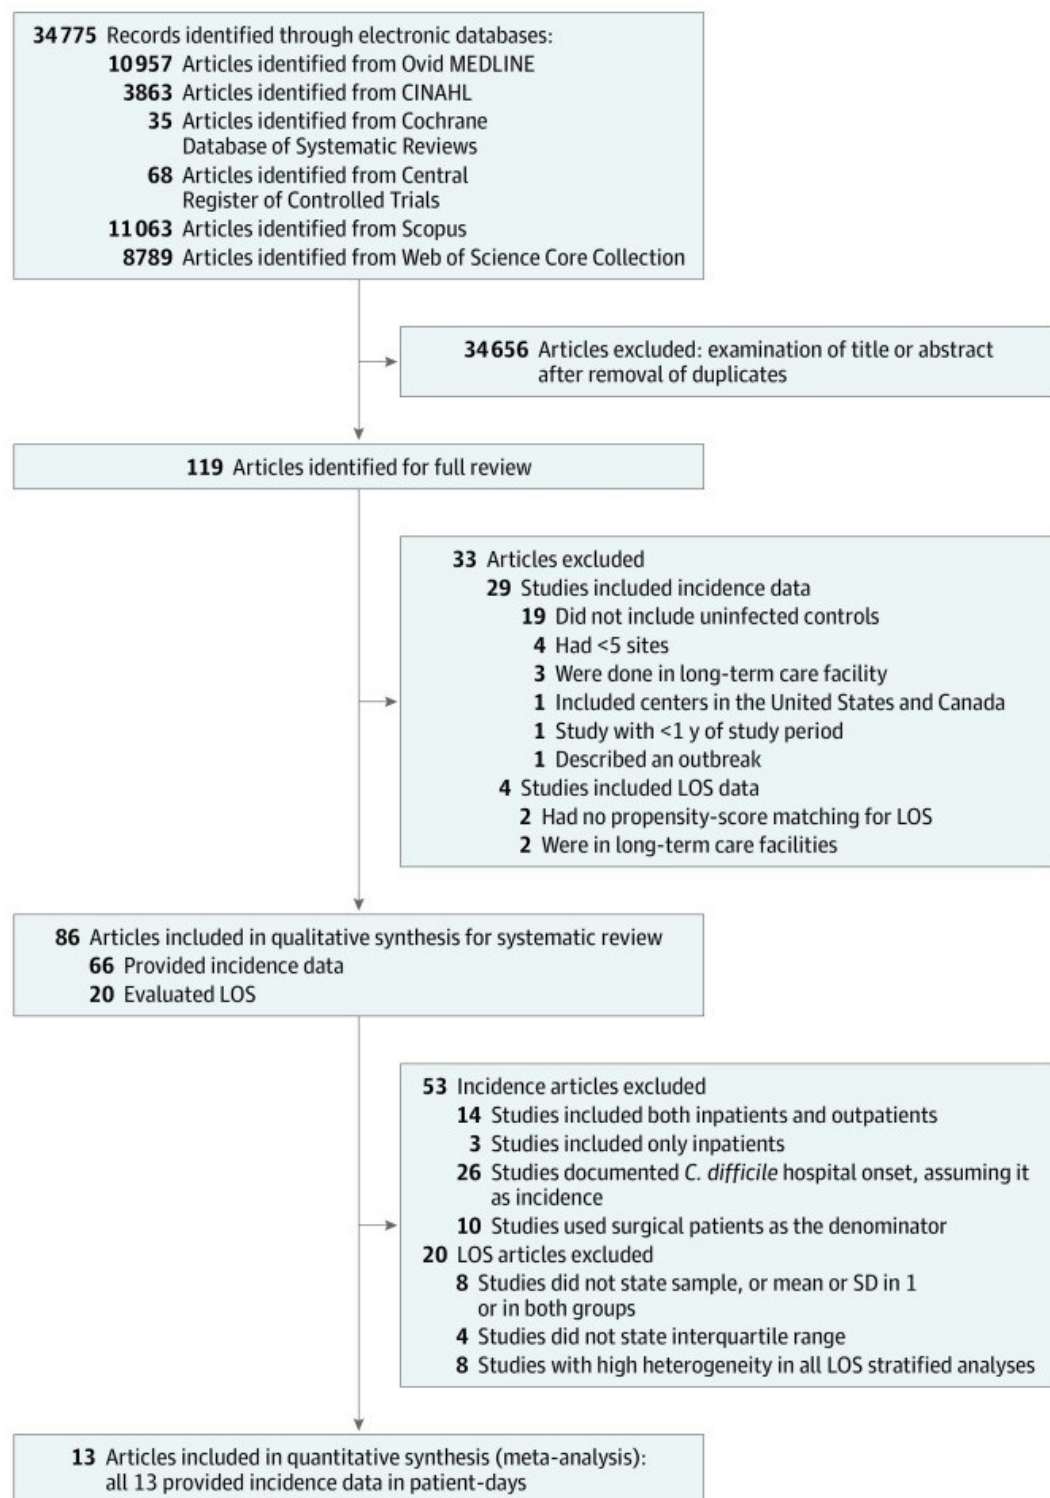 34775 Records identified through electronic databases:
10957 Articles identified from Ovid MEDLINE
3863 Articles identified from CINAHL
35 Articles identified from Cochrane
Database of Systematic Reviews
68 Articles identified from Central
Register of Controlled Trials
11063 Articles identified from Scopus
8789 Articles identified from Web of Science Core Collection
34656 Articles excluded: examination of title or abstract
after removal of duplicates
119 Articles identified for full review
33 Articles excluded
29 Studies included incidence data
19 Did not include uninfected controls
4 Had <5 sites
3 Were done in long-term care facility
1 Included centers in the United States and Canada
1 Study with <1 y of study period
1 Described an outbreak
4 Studies included LOS data
2 Had no propensity-score matching for LOS
2 Were in long-term care facilities
86 Articles included in qualitative synthesis for systematic review
66 Provided incidence data
20 Evaluated LOS
53 Incidence articles excluded
14 Studies included both inpatients and outpatients
3 Studies included only inpatients
26 Studies documented C. difficile hospital onset, assuming it
as incidence
10 Studies used surgical patients as the denominator
20 LOS articles excluded
8 Studies did not state sample, or mean or SD in 1
or in both groups
4 Studies did not state interquartile range
8 Studies with high heterogeneity in all LOS stratified analyses
13 Articles included in quantitative synthesis (meta-analysis):
all 13 provided incidence data in patient-days